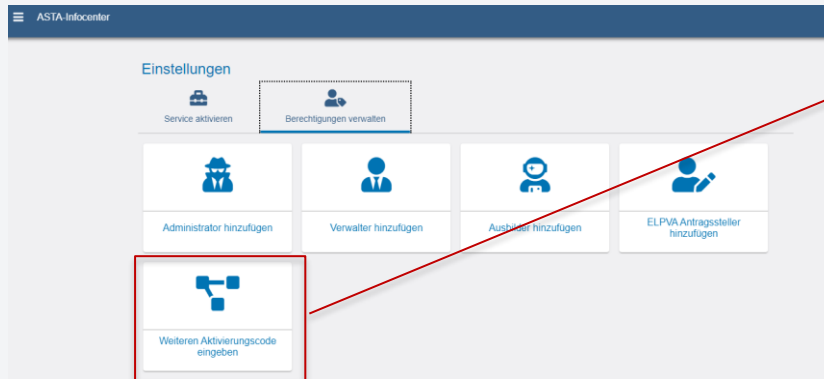 ASTA-Infocenter
Einstellungen
Service aktivieren
Berechtigungen verwalten
Administrator hinzufügen
Verwalter hinzufügen
Ausbilder hinzufügen
ELPVA Antragssteller
hinzufügen
Weiteren Aktivierungscode
eingeben